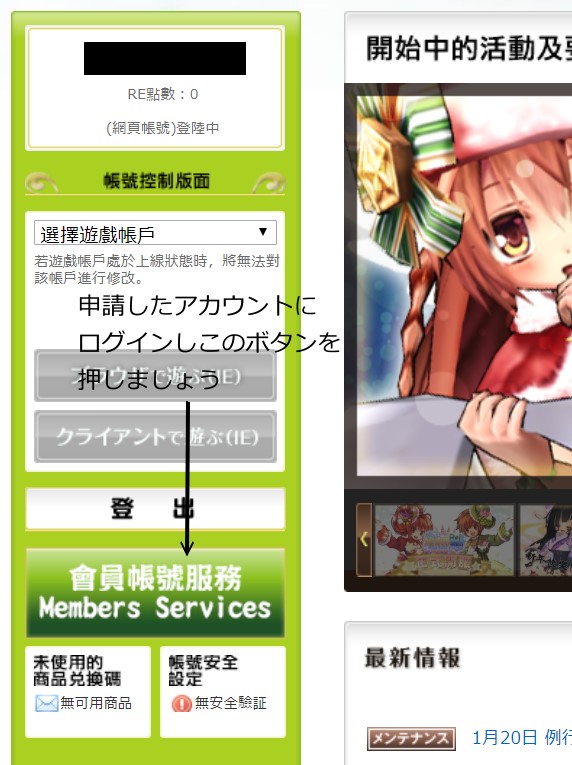 RE點數：0
(網頁帳號)登陸中
帳號控制版面
選擇遊戲帳戶
若遊戲帳戶處於上線狀態時，將無法對
該帳戶進行修改。
申請したアカウントに
ログインしこのボタンを
押しましょう
ブラウザで遊ぶ(IE)
クライアントで遊ぶ(IE)
登 出
會員帳號服務
Members Services
未使用的
商品兌換碼
無可用商品
帳號安全
設定
無安全驗証
開始中的活動及
最新情報
メンテナンス
1月20日 例行